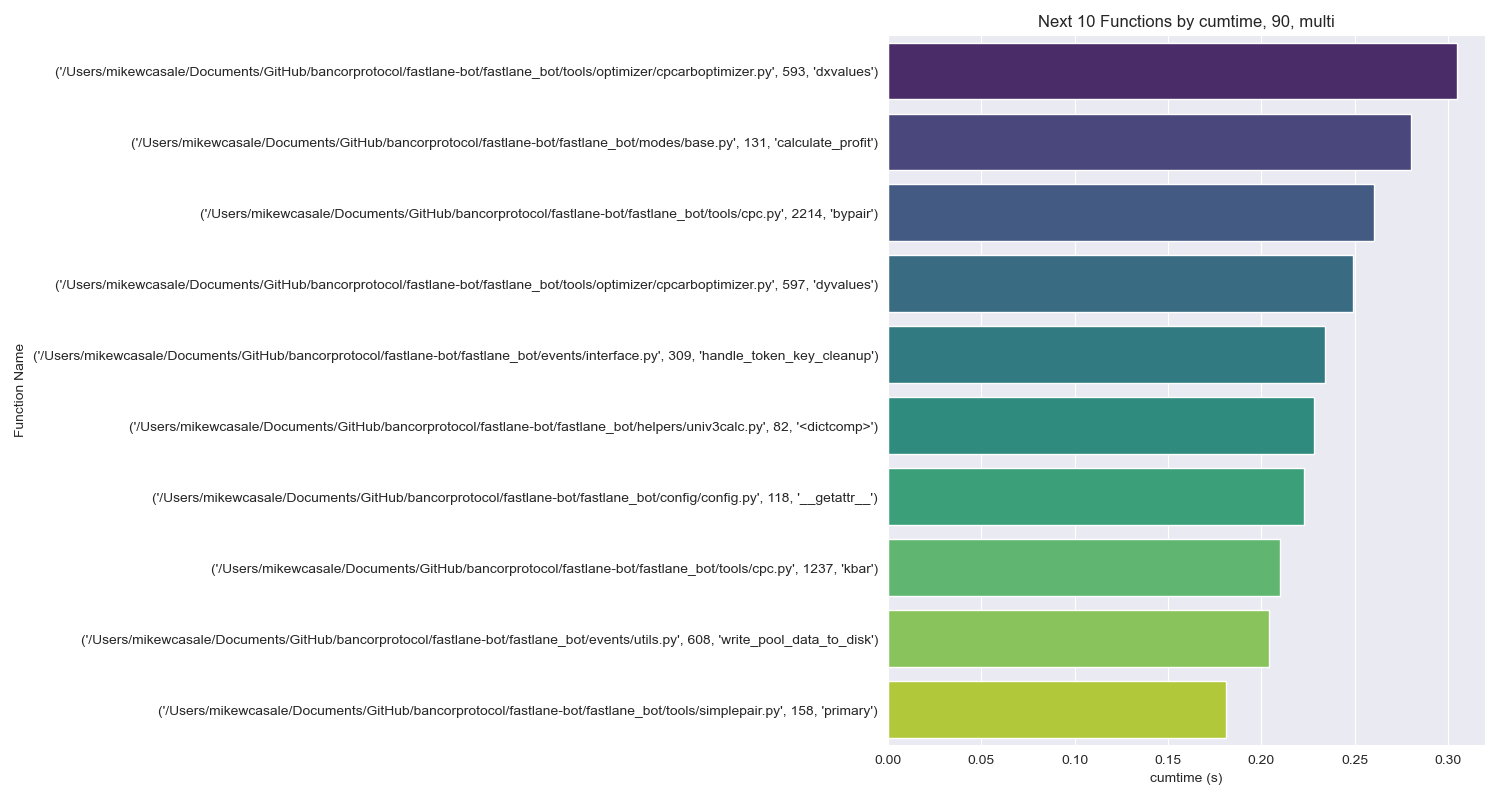 Next 10 Functions by cumtime, 90, multi
('/Users/mikewcasale/Documents/GitHub/bancorprotocol/fastlane-bot/fastlane_bot/tools/optimizer/cpcarboptimizer.py', 593, 'dxvalues')
('/Users/mikewcasale/Documents/GitHub/bancorprotocol/fastlane-bot/fastlane_bot/modes/base.py', 131, 'calculate_profit')
('/Users/mikewcasale/Documents/GitHub/bancorprotocol/fastlane-bot/fastlane_bot/tools/cpc.py', 2214, 'bypair')
('/Users/mikewcasale/Documents/GitHub/bancorprotocol/fastlane-bot/fastlane_bot/tools/optimizer/cpcarboptimizer.py', 597, 'dyvalues')
('/Users/mikewcasale/Documents/GitHub/bancorprotocol/fastlane-bot/fastlane_bot/events/interface.py', 309, 'handle_token_key_cleanup')
('/Users/mikewcasale/Documents/GitHub/bancorprotocol/fastlane-bot/fastlane_bot/helpers/univ3calc.py', 82, '<dictcomp>')
('/Users/mikewcasale/Documents/GitHub/bancorprotocol/fastlane-bot/fastlane_bot/config/config.py', 118, '__getattr__')
('/Users/mikewcasale/Documents/GitHub/bancorprotocol/fastlane-bot/fastlane_bot/tools/cpc.py', 1237, 'kbar')
('/Users/mikewcasale/Documents/GitHub/bancorprotocol/fastlane-bot/fastlane_bot/events/utils.py', 608, 'write_pool_data_to_disk')
('/Users/mikewcasale/Documents/GitHub/bancorprotocol/fastlane-bot/fastlane_bot/tools/simplepair.py', 158, 'primary')
Function Name
0.00 0.05 0.10 0.15 0.20 0.25 0.30
cumtime (s)